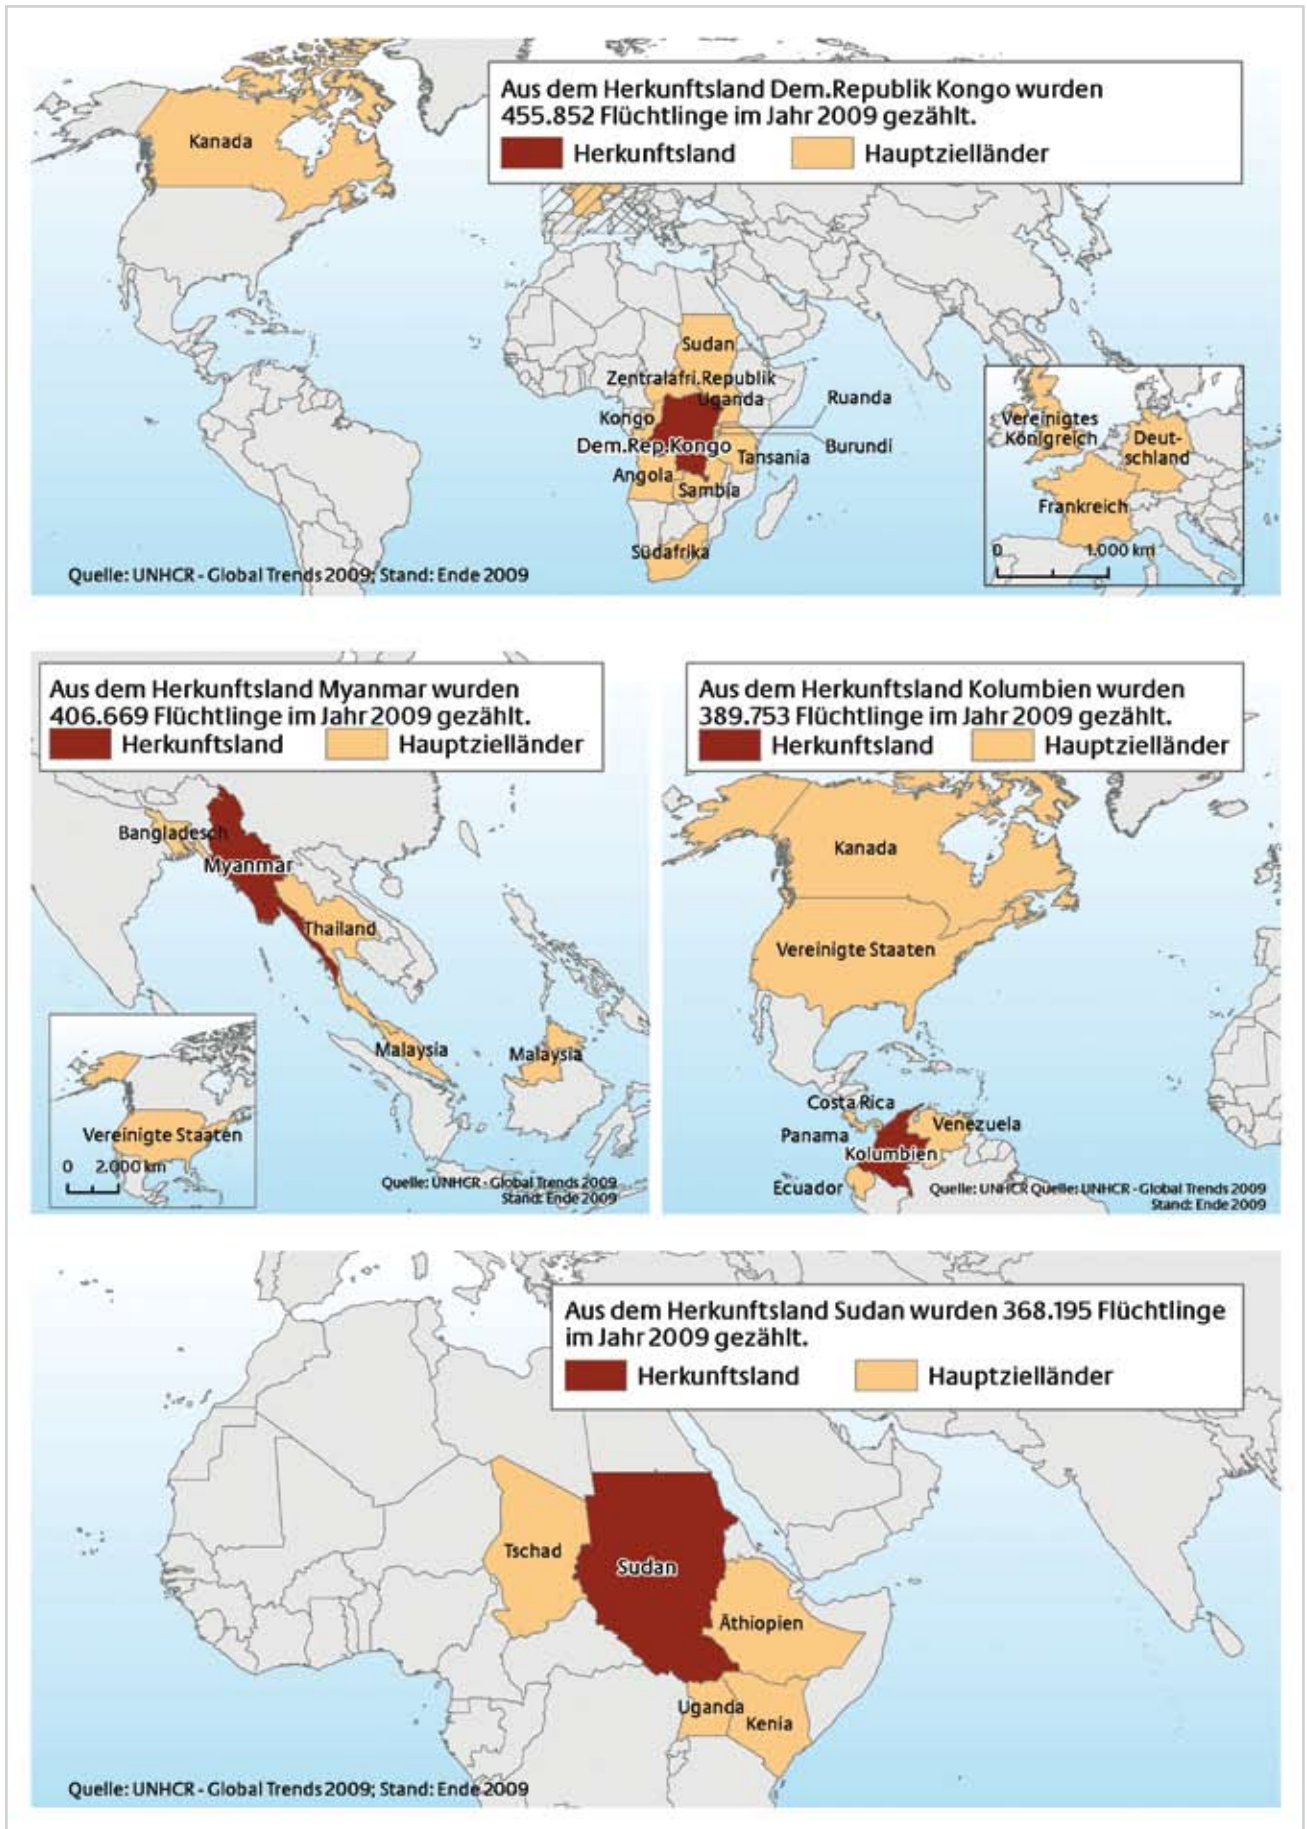 Aus dem Herkunftsland Dem.Republik Kongo wurden
455.852 Flüchtlinge im Jahr 2009 gezählt.
Herkunftsland Hauptzielländer
Kanada
Sudan
Zentralafri.Republik
Uganda
Ruanda
Kongo
Dem.Rep.Kongo
Burundi
Tansania
Angola
Sambia
Südafrika
Vereinigtes
Königreich
Deut-
schland
Frankreich
0 1.000 km
Quelle: UNHCR - Global Trends 2009; Stand: Ende 2009
Aus dem Herkunftsland Myanmar wurden
406.669 Flüchtlinge im Jahr 2009 gezählt.
Herkunftsland Hauptzielländer
Bangladesch
Myanmar
Thailand
Malaysia
Malaysia
Vereinigte Staaten
0 2.000 km
Quelle: UNHCR - Global Trends 2009
Stand: Ende 2009
Aus dem Herkunftsland Kolumbien wurden
389.753 Flüchtlinge im Jahr 2009 gezählt.
Herkunftsland Hauptzielländer
Kanada
Vereinigte Staaten
Costa Rica
Venezuela
Panama
Kolumbien
Ecuador
Quelle: UNHCR Quelle: UNHCR - Global Trends 2009
Stand: Ende 2009
Aus dem Herkunftsland Sudan wurden 368.195 Flüchtlinge
im Jahr 2009 gezählt.
Herkunftsland Hauptzielländer
Tschad
Sudan
Äthiopien
Uganda
Kenia
Quelle: UNHCR - Global Trends 2009; Stand: Ende 2009